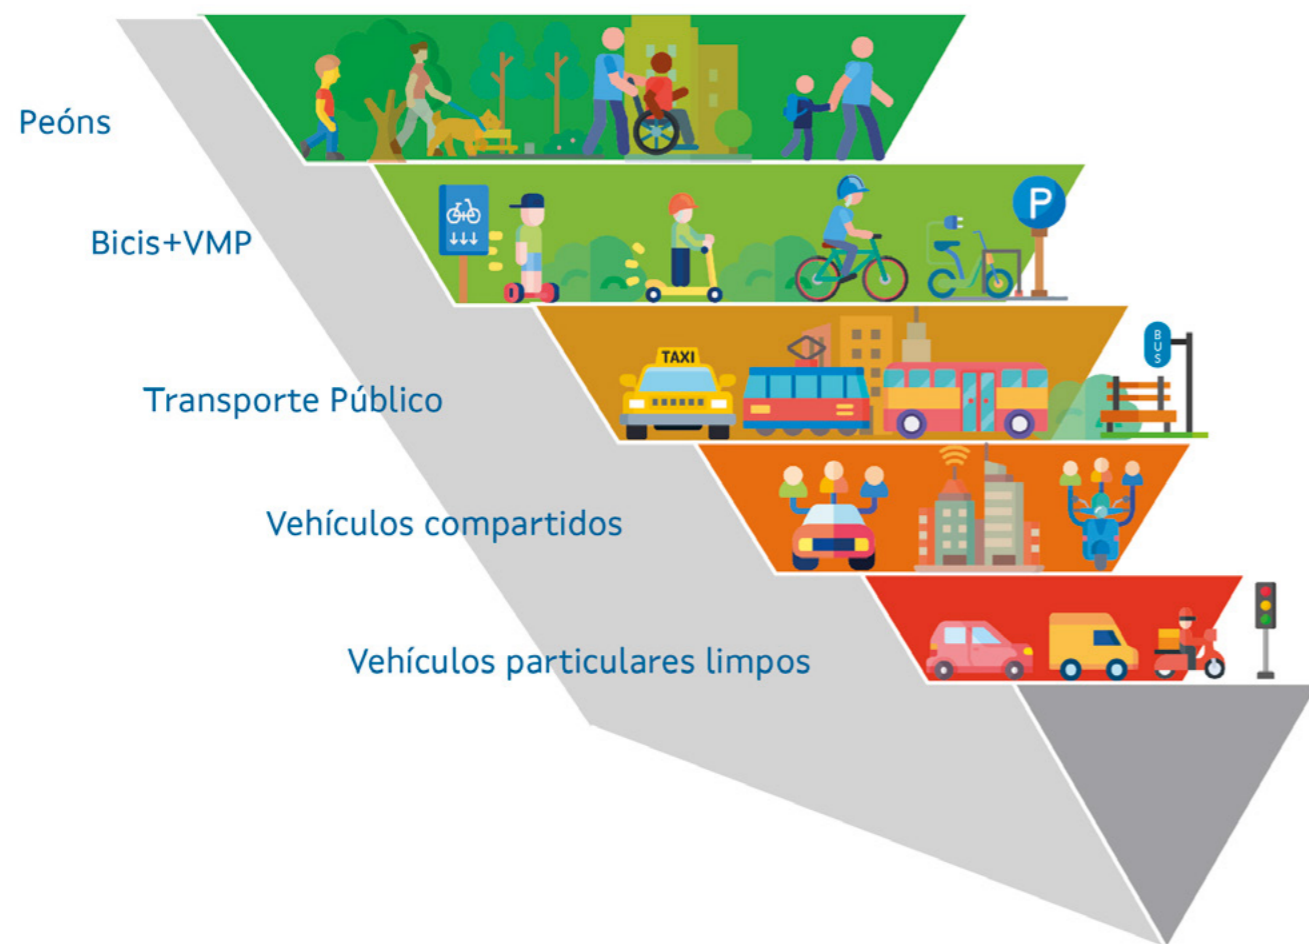 Peóns
Bicis+VMP
P
Transporte Público
TAXI
BUS
Vehículos compartidos
Vehículos particulares limpos